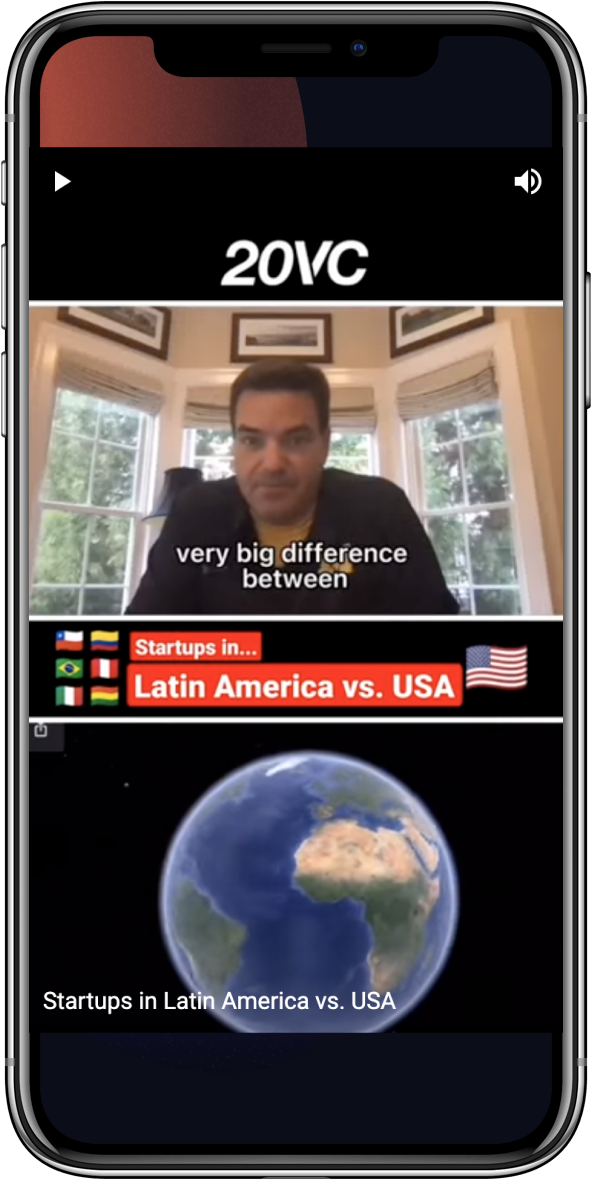 20VC
very big difference
between
Startups in...
Latin America vs. USA
Startups in Latin America vs. USA